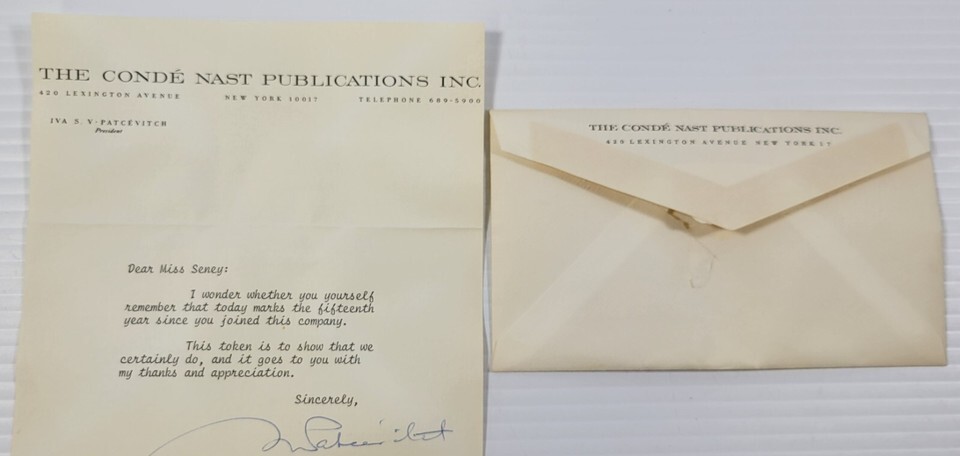 THE CONDÉ NAST PUBLICATIONS INC.
420 LEXINGTON AVENUE NEW YORK 10017 TELEPHONE 689-5900
IVA S. V-PATCÉVITCH
President
Dear Miss Seney:
I wonder whether you yourself
remember that today marks the fifteenth
year since you joined this company.
This token is to show that we
certainly do, and it goes to you with
my thanks and appreciation.
Sincerely,
THE CONDÉ NAST PUBLICATIONS INC.
420 LEXINGTON AVENUE NEW YORK 17